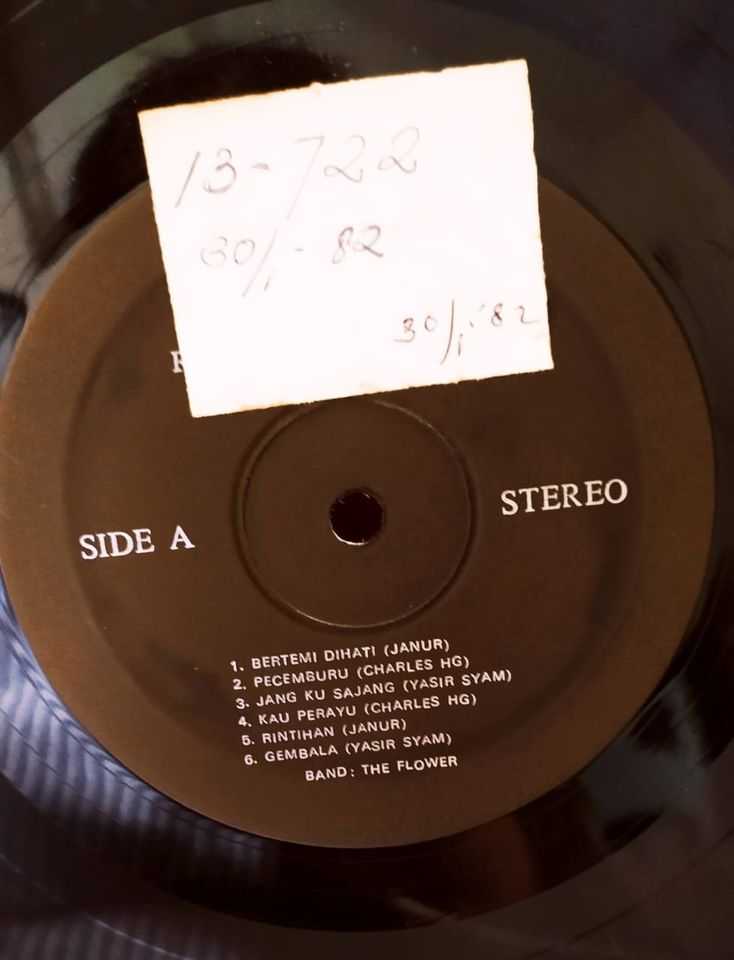 13-722
30/1-82
30/1-'82
SIDE A
STEREO
1. BERTEMI DIHATI (JANUR)
2. PECEMBURU (CHARLES HG)
3. JANG KU SAJANG (YASIR SYAM)
4. KAU PERAYU (CHARLES HG)
5. RINTIHAN (JANUR)
6. GEMBALA (YASIR SYAM)
BAND: THE FLOWER